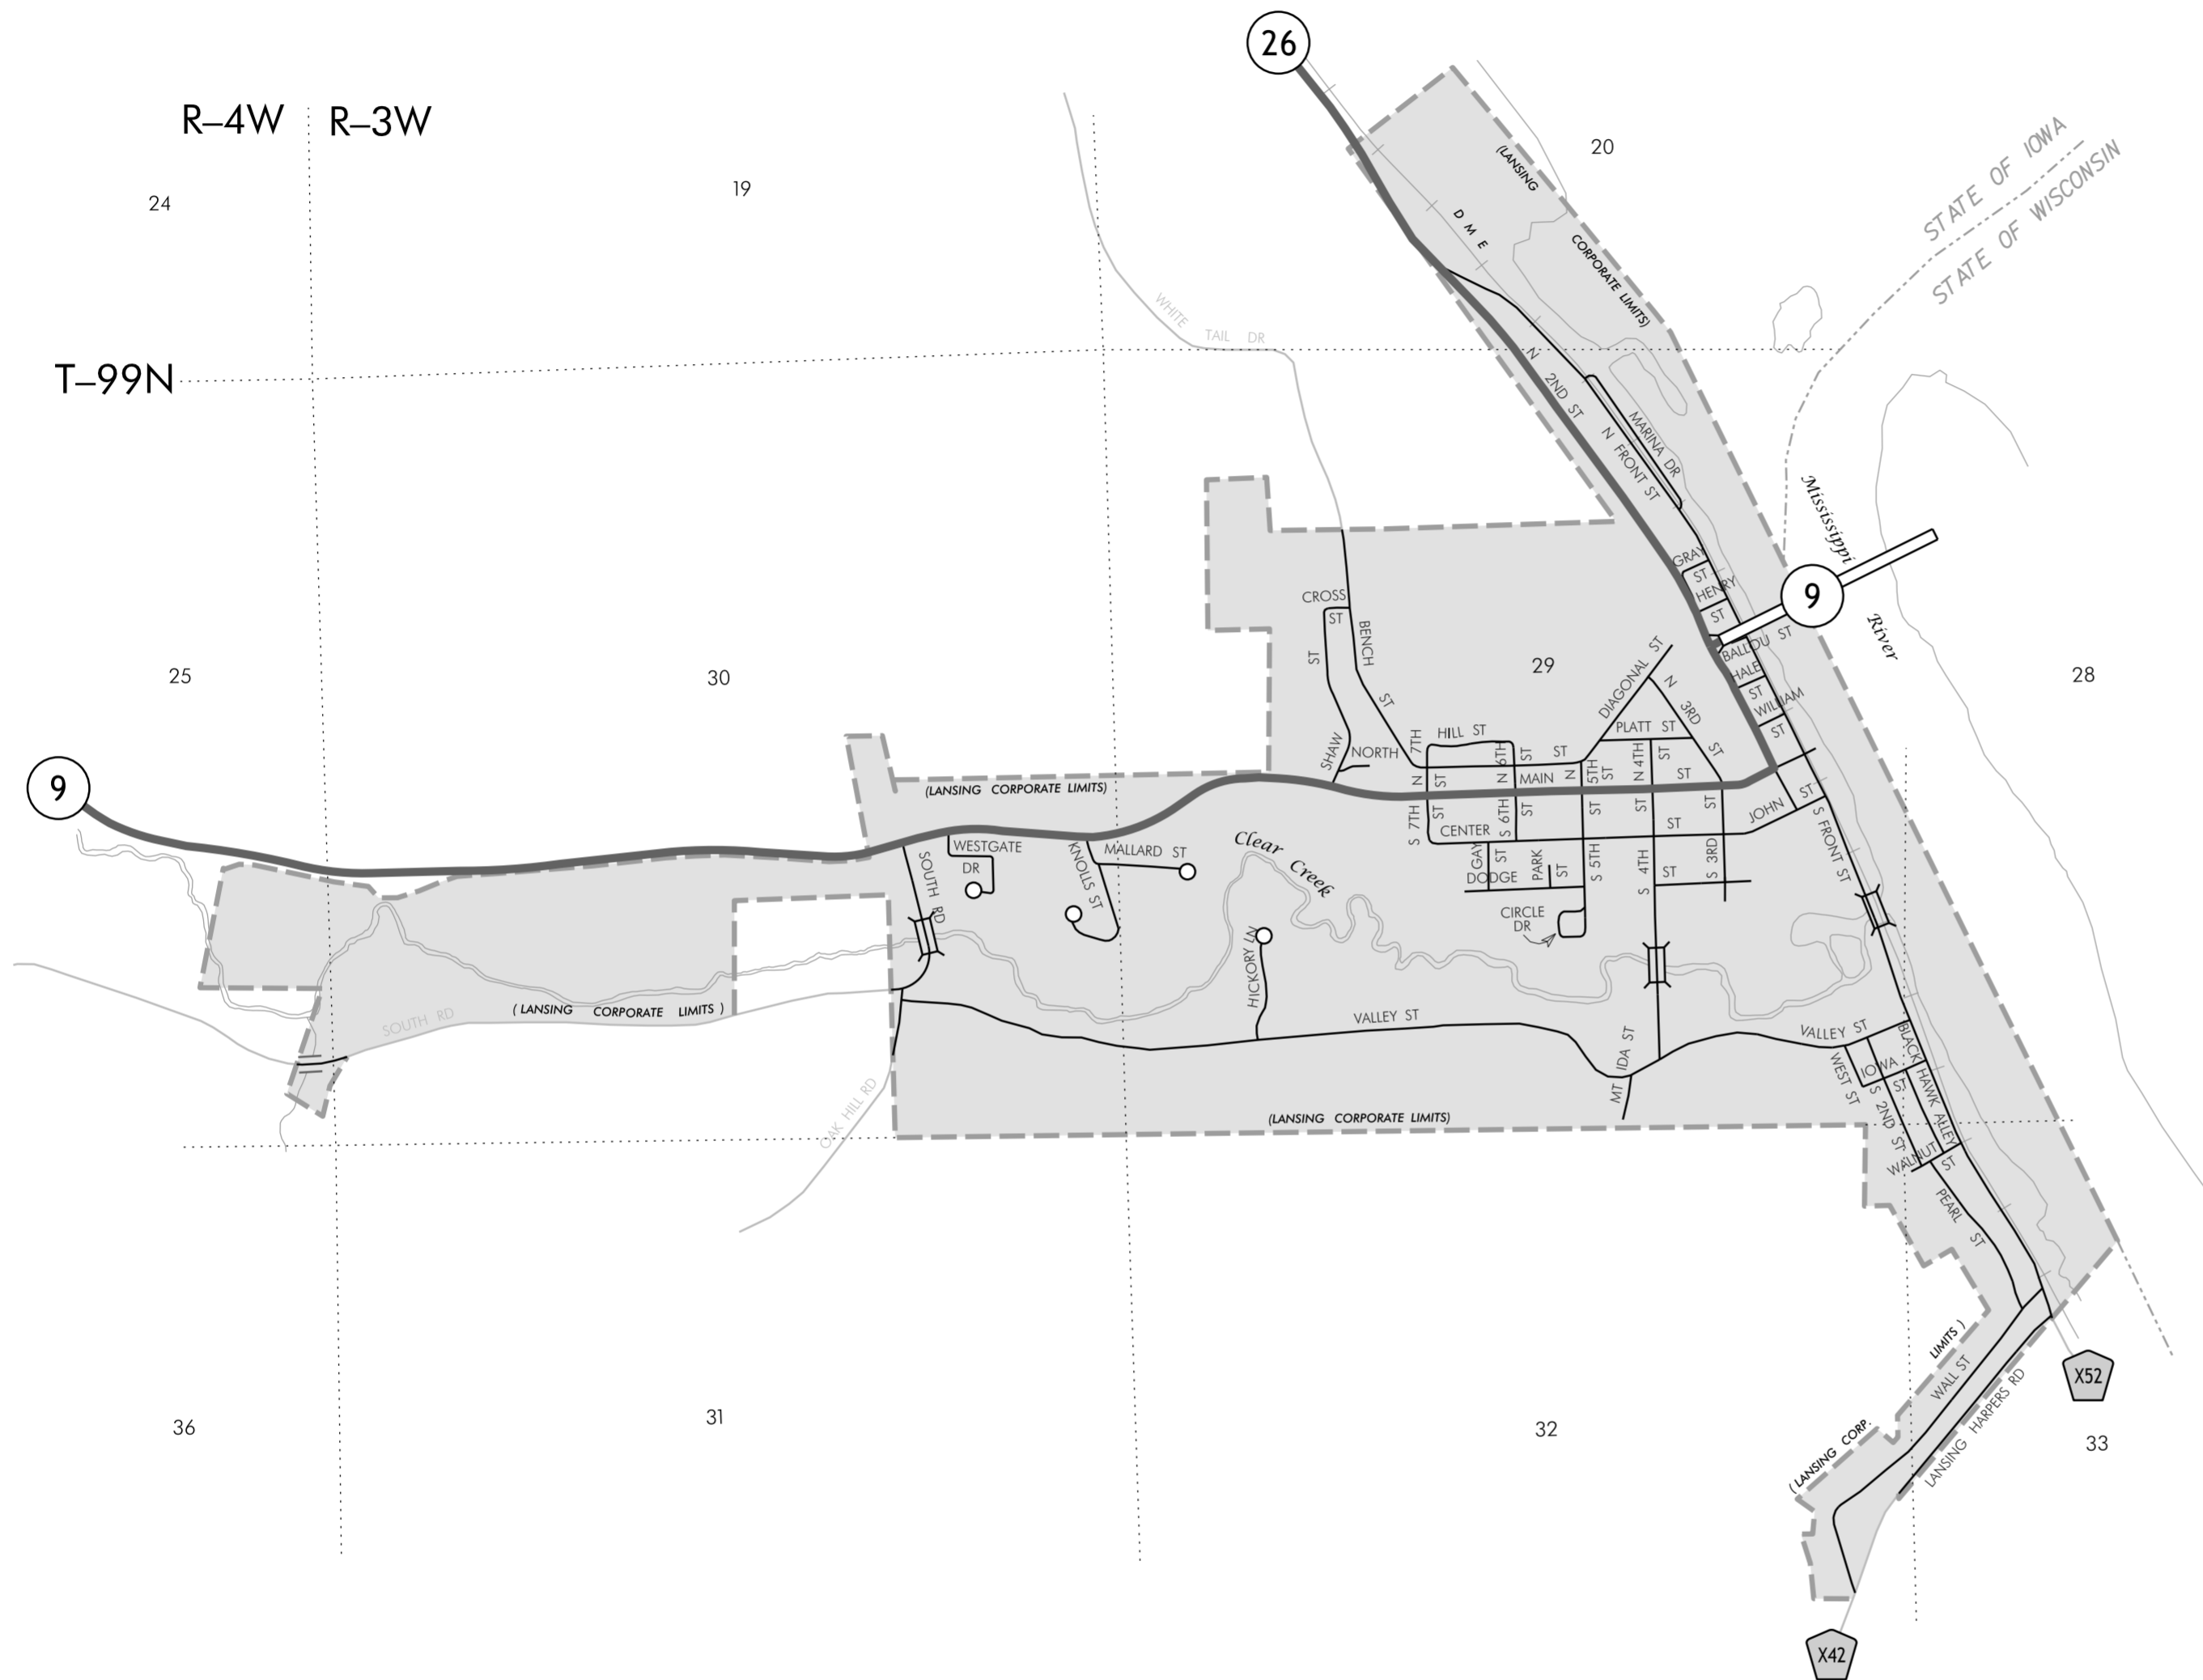 26
R–4W
R–3W
20
STATE OF IOWA
STATE OF WISCONSIN
24
19
(LANSING
CORPORATE LIMITS)
D M E
WHITE TAIL DR
T–99N
N 2ND ST
N FRONT ST
MARINA DR
Mississippi
River
GRAY ST
HENRY ST
9
BALLOU ST
HALE ST
WILLIAM ST
CROSS ST
BENCH ST
25
30
29
28
DIAGONAL ST
N 3RD ST
PLATT ST
SHAW ST
NORTH ST
HILL ST
N 7TH ST
N 6TH ST
N 5TH ST
N 4TH ST
MAIN ST
9
(LANSING CORPORATE LIMITS)
S 7TH ST
S 6TH ST
S 5TH ST
S 4TH ST
S 3RD ST
CENTER ST
JOHN ST
S FRONT ST
WESTGATE DR
SOUTH RD
KNOLLS ST
MALLARD ST
Clear Creek
GAY ST
PARK ST
DODGE ST
CIRCLE DR
HICKORY LN
( LANSING CORPORATE LIMITS )
SOUTH RD
VALLEY ST
VALLEY ST
MT IDA ST
BLACK HAWK ALLEY
IOWA ST
WEST ST
S 2ND ST
WALNUT ST
OAK HILL RD
(LANSING CORPORATE LIMITS)
PEARL ST
WALL ST
LANSING HARPERS RD
( LANSING CORP. LIMITS )
X52
36
31
32
33
X42